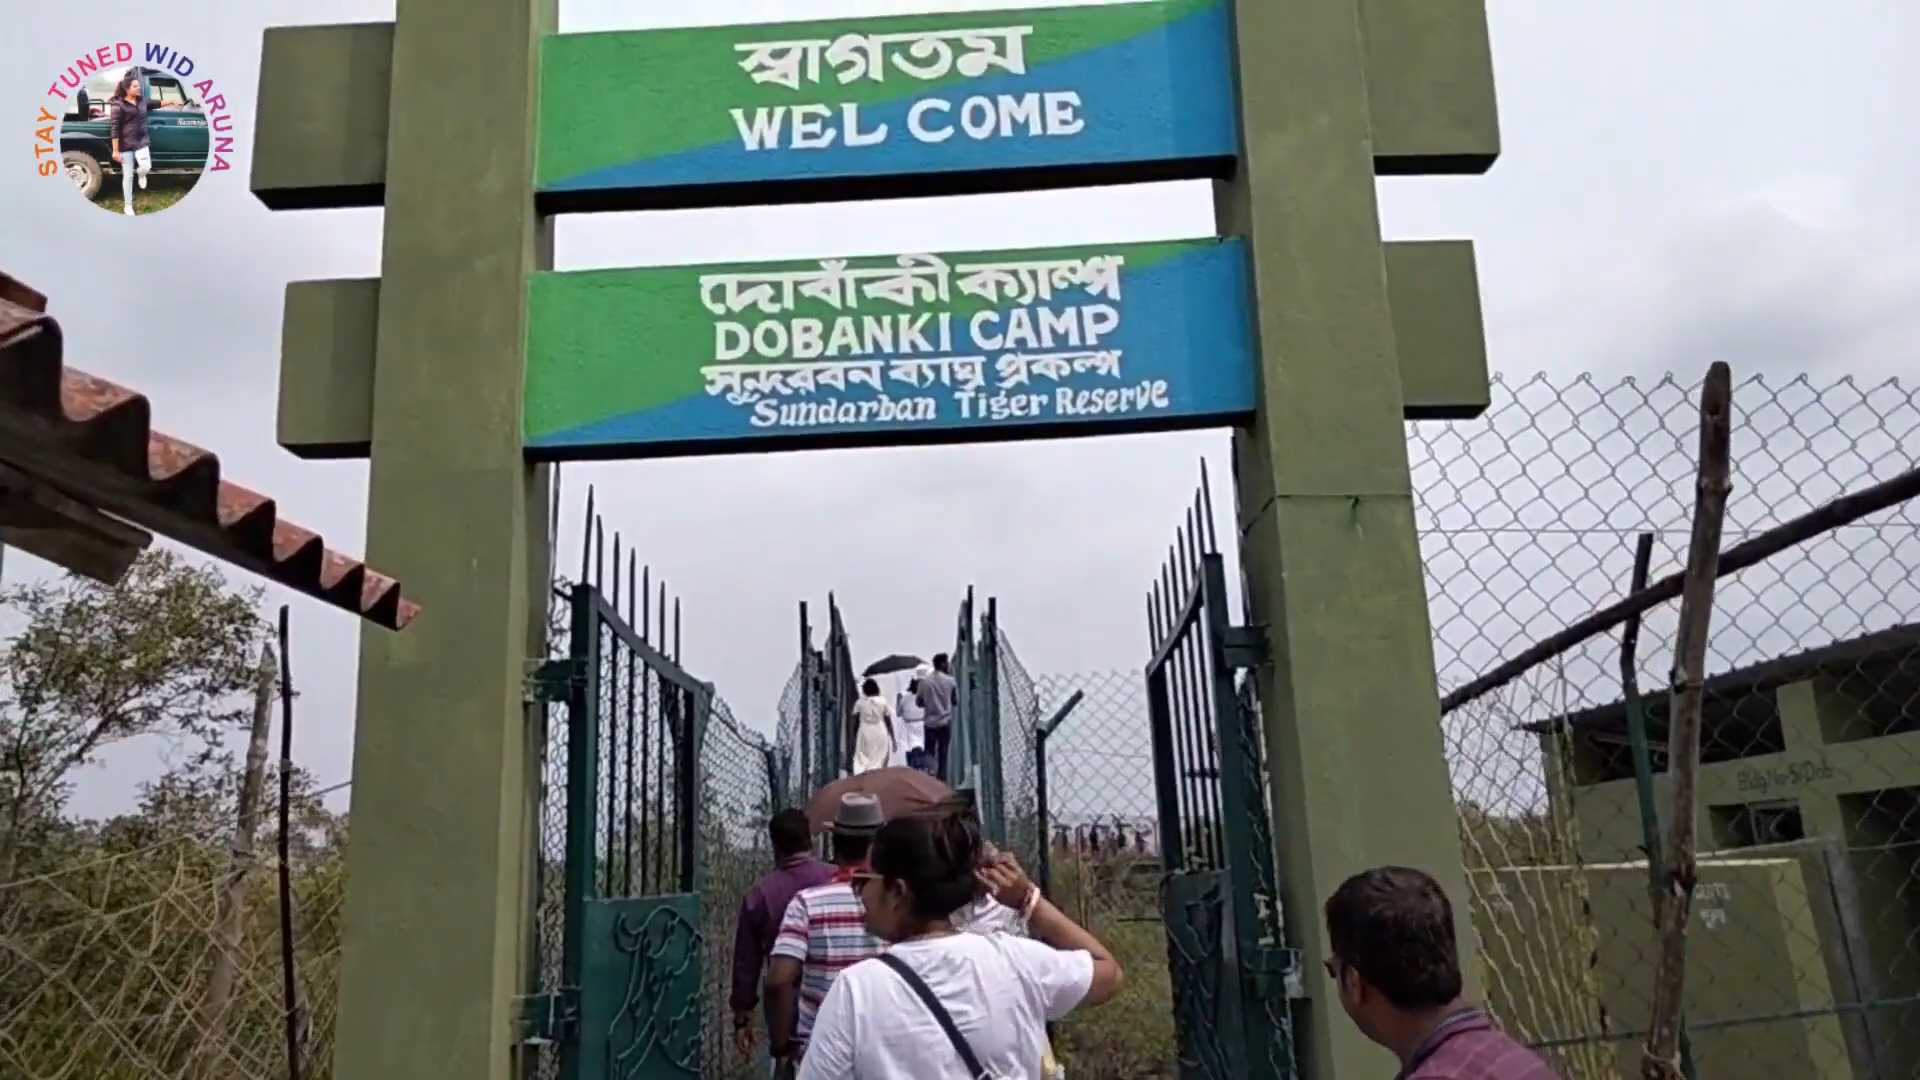 STAY TUNED WID ARUNA
স্বাগতম
WEL COME
দোবাঁকী ক্যাম্প
DOBANKI CAMP
সুন্দরবন ব্যাঘ্র প্রকল্প
Sundarban Tiger Reserve